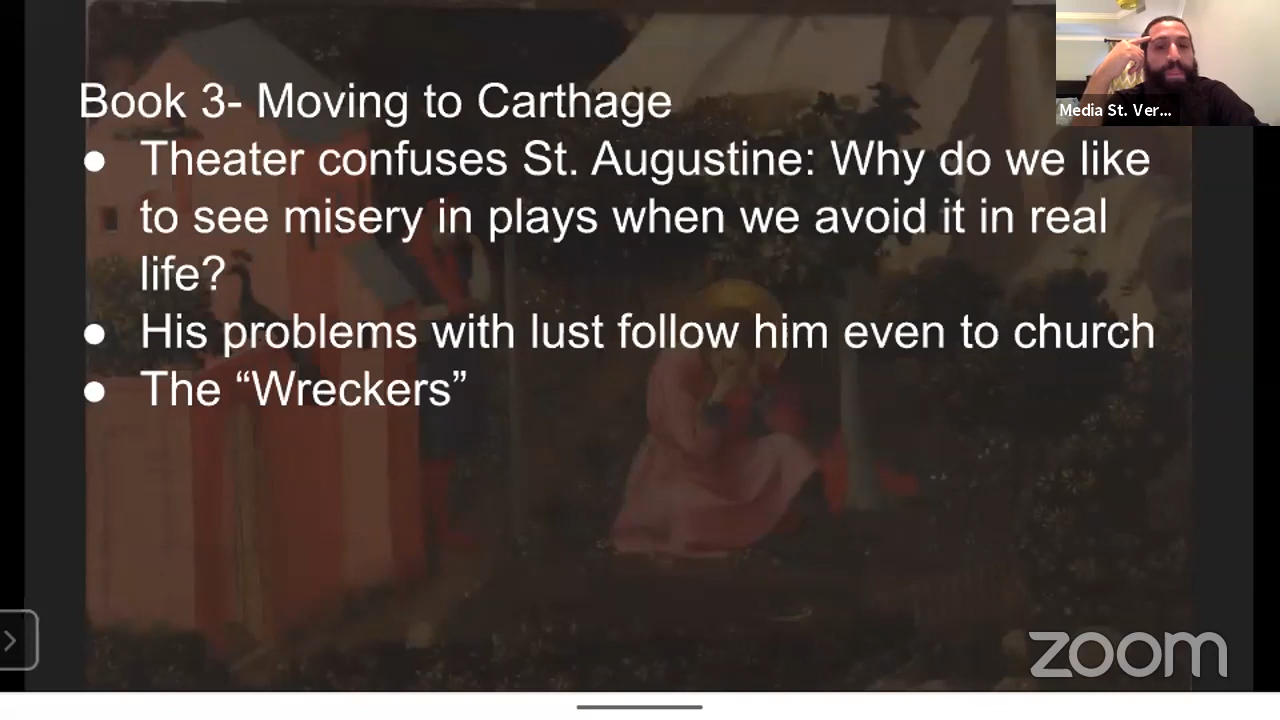 Media St. Ver...
Book 3- Moving to Carthage
● Theater confuses St. Augustine: Why do we like
to see misery in plays when we avoid it in real
life?
● His problems with lust follow him even to church
● The “Wreckers”
zoom